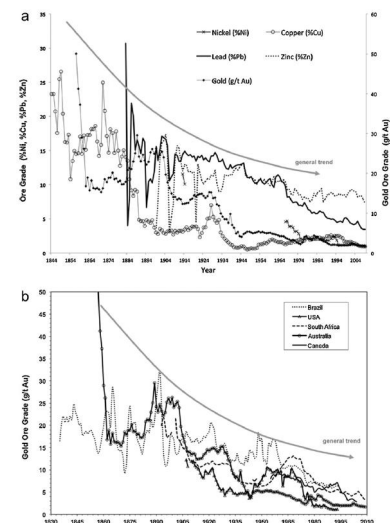 a
Nickel (%Ni)
Copper (%Cu)
Lead (%Pb)
Zinc (%Zn)
Gold (g/t Au)
general trend
Ore Grade (%Ni, %Cu, %Pb, %Zn)
Gold Ore Grade (g/t Au)
35
30
25
20
15
10
5
0
60
50
40
30
20
10
0
1844 1854 1864 1874 1884 1894 1904 1914 1924 1934 1944 1954 1964 1974 1984 1994 2004
Year
b
Brazil
USA
South Africa
Australia
Canada
general trend
Gold Ore Grade (g/t Au)
50
45
40
35
30
25
20
15
10
5
0
1830 1845 1860 1875 1890 1905 1920 1935 1950 1965 1980 1995 2010